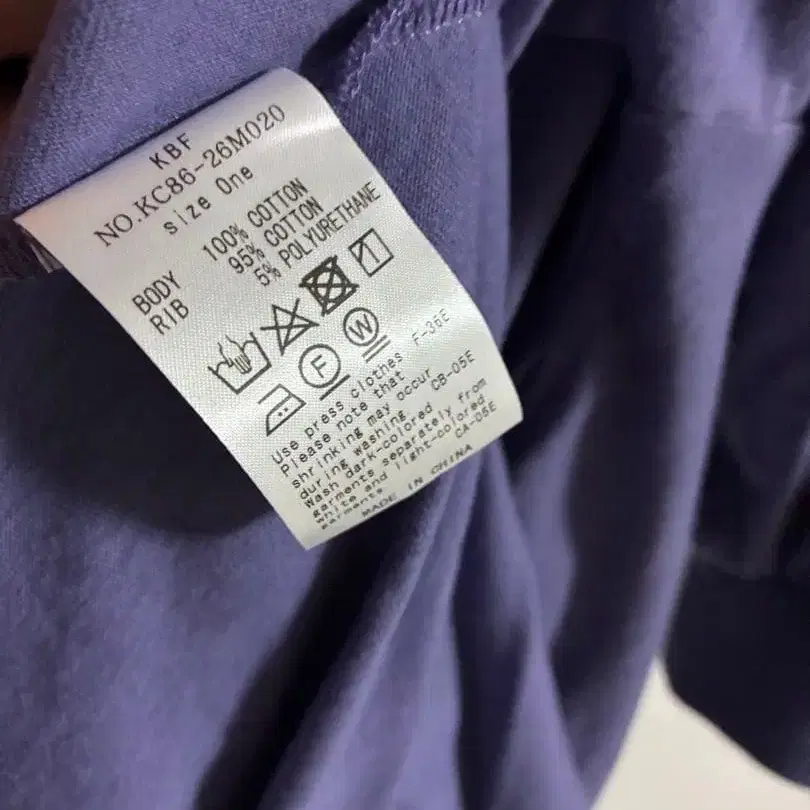 KBF
NO.KC86-26M020
size One
BODY 100% COTTON
RIB 95% COTTON
5% POLYURETHANE
F
W
Use press clothes F-36E
Please note that
shrinking may occur
during washing. CB-05E
Wash dark-colored
garments separately from
white and light-colored
garments. CA-05E
MADE IN CHINA